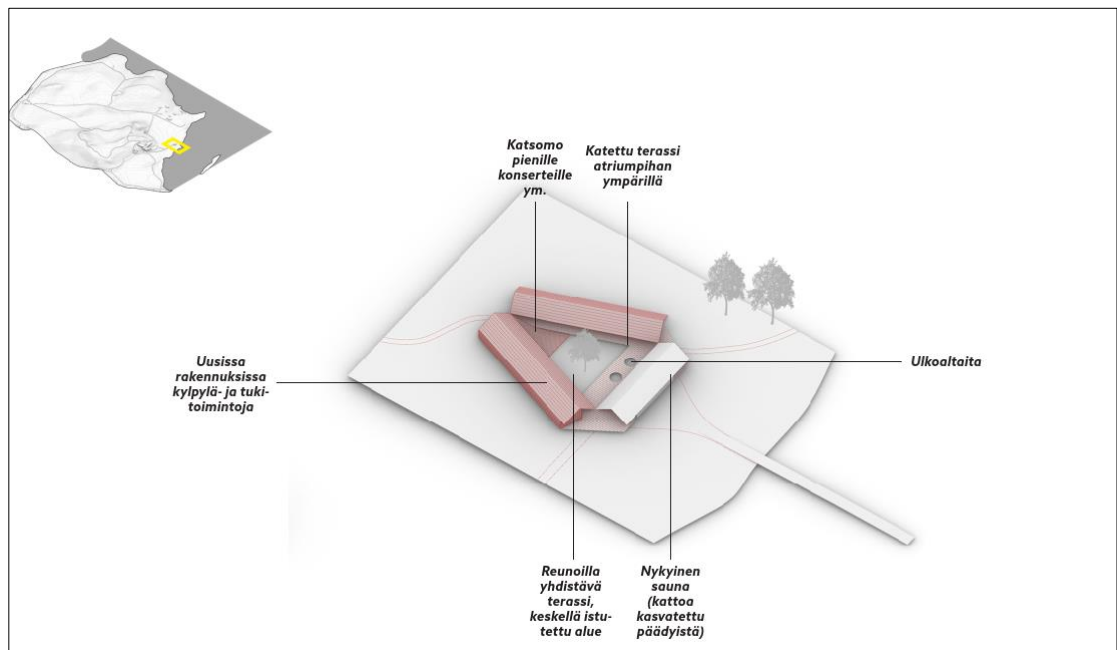 Katsomo
pienille
konserteille
ym.
Katettu terassi
atriumpihan
ympärillä
Uusissa
rakennuksissa
kylpylä- ja tuki-
toimintoja
Ulkoaltaita
Reunoilla
yhdistävä
terassi,
keskellä istu-
tettu alue
Nykyinen
sauna
(kattoa
kasvatettu
päädyistä)